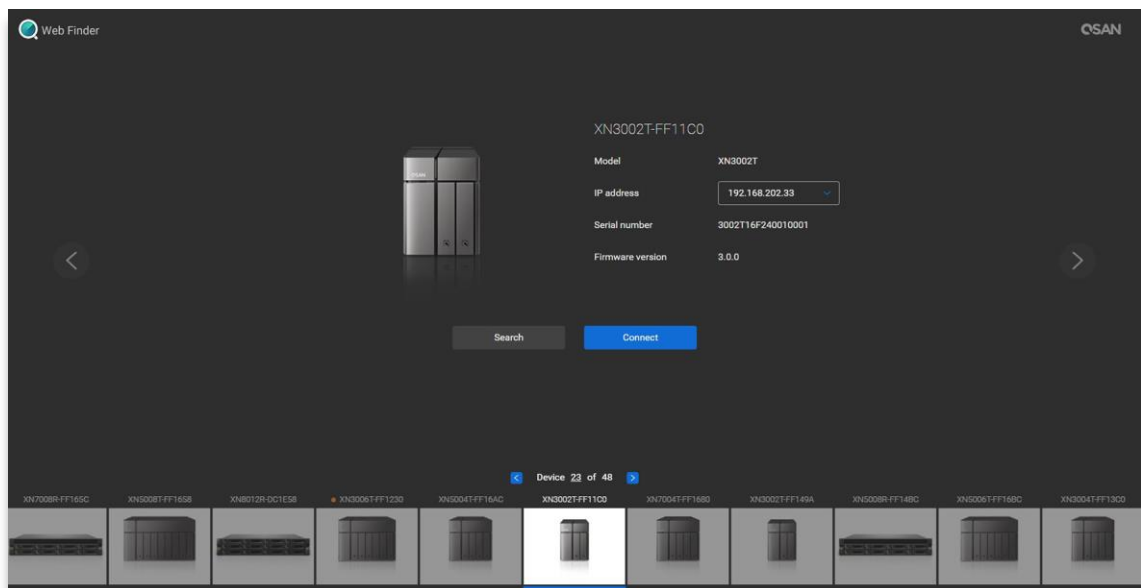 Web Finder
QSAN
XN3002T-FF11C0
Model XN3002T
IP address 192.168.202.33
Serial number 3002T16F240010001
Firmware version 3.0.0
Search Connect
Device 23 of 48
XN7008R-FF165C XN5008T-FF1658 XN8012R-DC1E58 XN3006T-FF1230 XN5004T-FF16AC XN3002T-FF11C0 XN7004T-FF1680 XN3002T-FF149A XN5008R-FF14BC XN5006T-FF16BC XN3004T-FF13C0